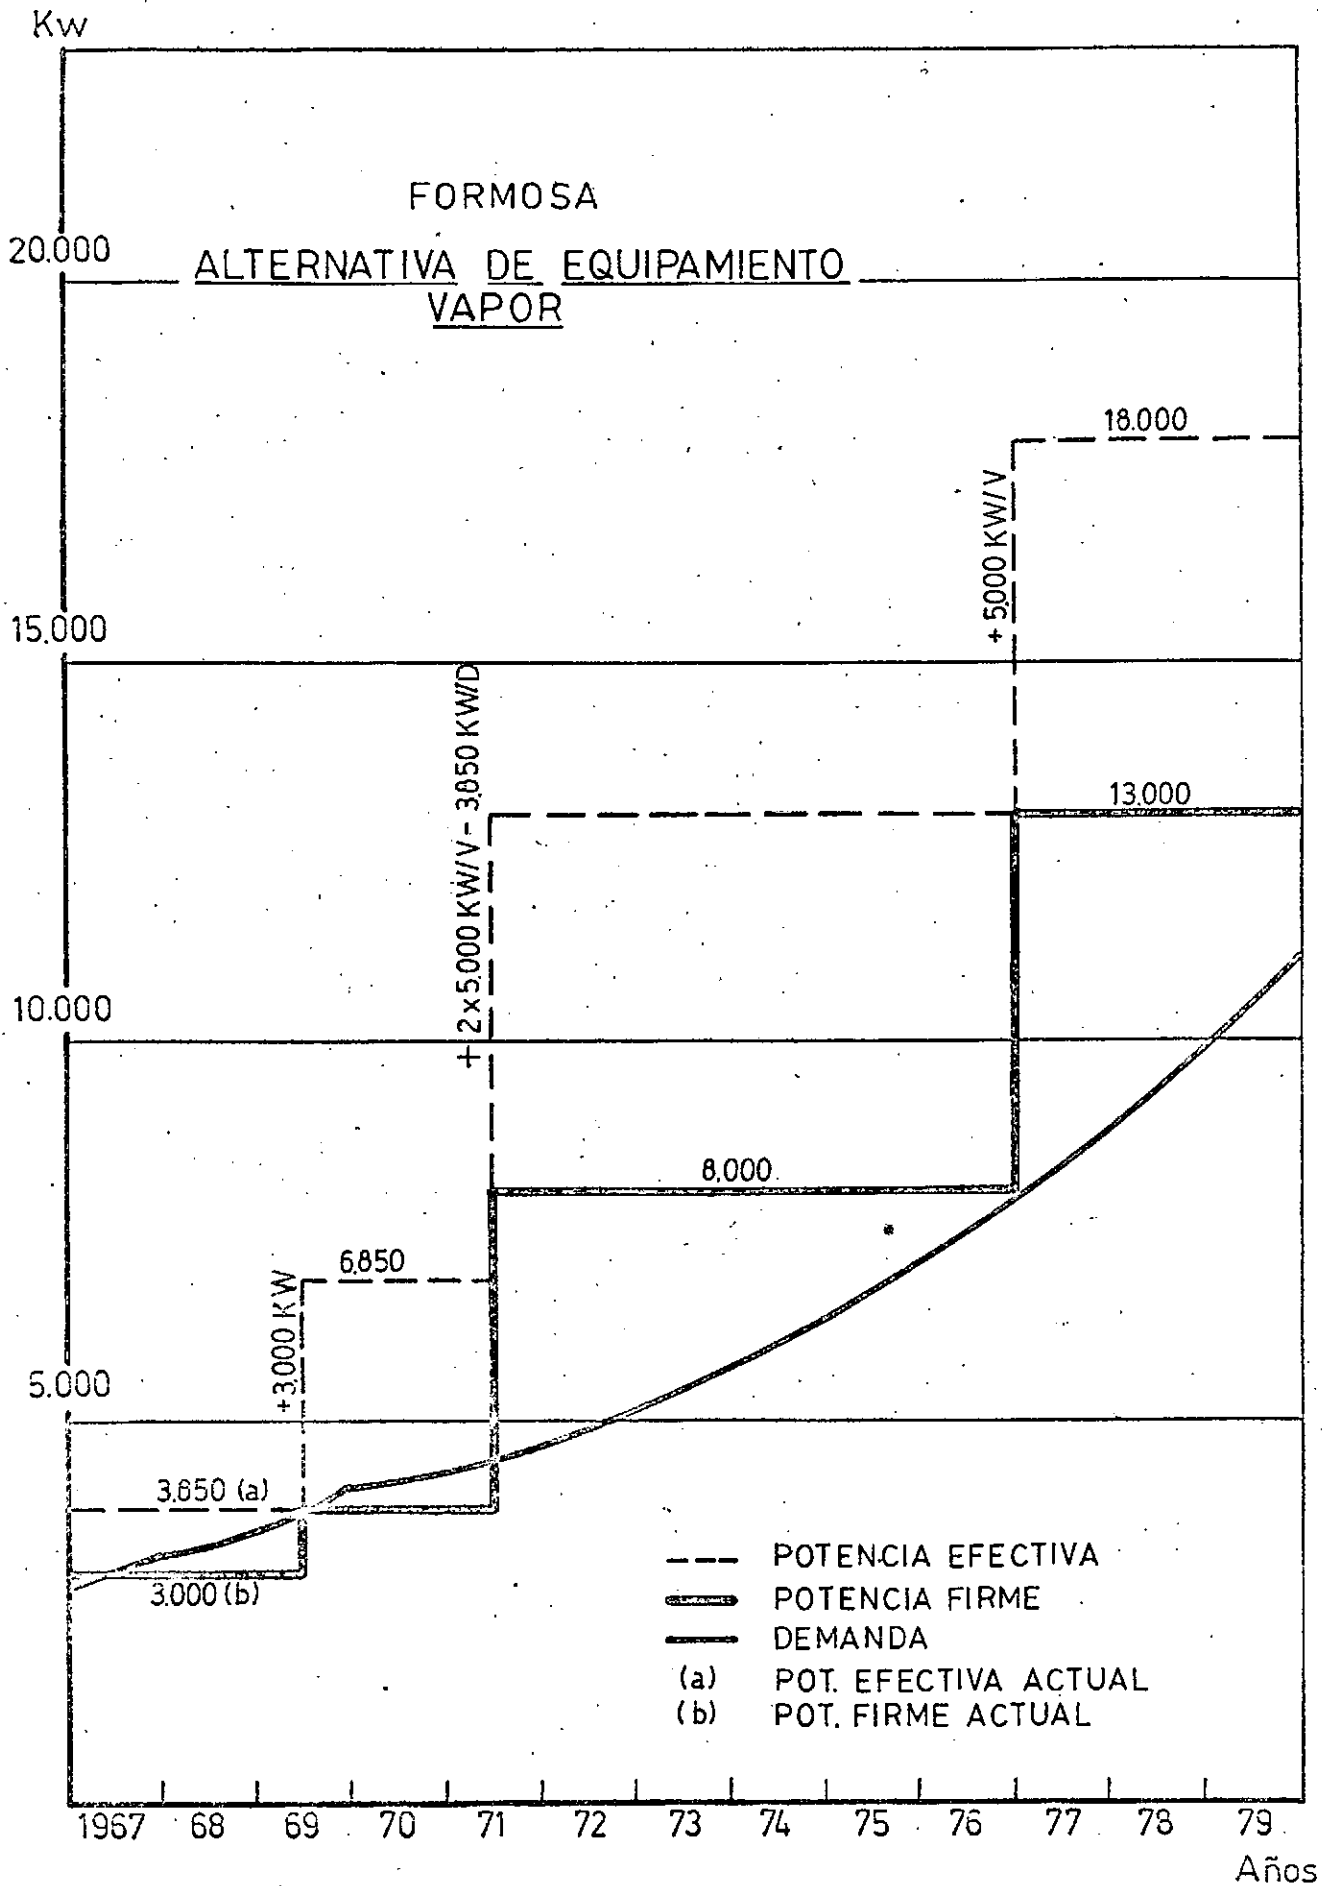 Kw
FORMOSA
20.000
ALTERNATIVA DE EQUIPAMIENTO
VAPOR
18.000
+ 5.000 KW/V
15.000
+ 2 x 5.000 KW/V - 3.850 KW/D
13.000
10.000
8.000
6.850
+3.000 KW
5.000
3.850 (a)
3.000 (b)
POTENCIA EFECTIVA
POTENCIA FIRME
DEMANDA
(a) POT. EFECTIVA ACTUAL
(b) POT. FIRME ACTUAL
1967 68 69 70 71 72 73 74 75 76 77 78 79
Años